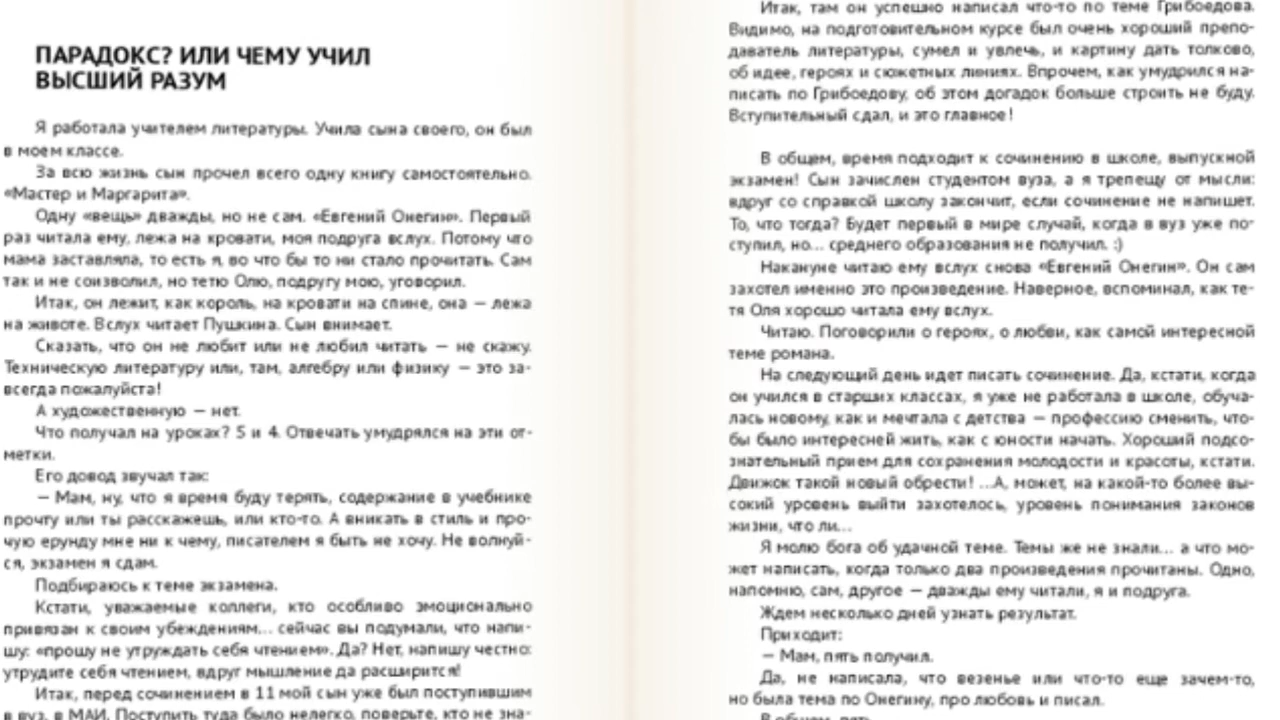 ПАРАДОКС? ИЛИ ЧЕМУ УЧИЛ
ВЫСШИЙ РАЗУМ
Я работала учителем литературы. Учила сына своего, он был
в моем классе.
За всю жизнь сын прочел всего одну книгу самостоятельно.
«Мастер и Маргарита».
Одну «вещь» дважды, но не сам. «Евгений Онегин». Первый
раз читала ему, лежа на кровати, моя подруга вслух. Потому что
мама заставляла, то есть я, во что бы то ни стало прочитать. Сам
так и не соизволил, но тетю Олю, подругу мою, уговорил.
Итак, он лежит, как король, на кровати на спине, она — лежа
на животе. Вслух читает Пушкина. Сын внимает.
Сказать, что он не любит или не любил читать — не скажу.
Техническую литературу или, там, алгебру или физику — это за-
всегда пожалуйста!
А художественную — нет.
Что получал на уроках? 5 и 4. Отвечать умудрялся на эти от-
метки.
Его довод звучал так:
— Мам, ну, что я время буду терять, содержание в учебнике
прочту или ты расскажешь, или кто-то. А вникать в стиль и про-
чую ерунду мне ни к чему, писателем я быть не хочу. Не волнуй-
ся, экзамен я сдам.
Подбираюсь к теме экзамена.
Кстати, уважаемые коллеги, кто особливо эмоционально
привязан к своим убеждениям... сейчас вы подумали, что напи-
шу: «прошу не утруждать себя чтением». Да? Нет, напишу честно:
утрудите себя чтением, вдруг мышление да расширится!
Итак, перед сочинением в 11 мой сын уже был поступившим
в вуз, в МАИ. Поступить туда было нелегко, поверьте, кто не зна-
Итак, там он успешно написал что-то по теме Грибоедова.
Видимо, на подготовительном курсе был очень хороший препо-
даватель литературы, сумел и увлечь, и картину дать толково,
об идее, героях и сюжетных линиях. Впрочем, как умудрился на-
писать по Грибоедову, об этом догадок больше строить не буду.
Вступительный сдал, и это главное!
В общем, время подходит к сочинению в школе, выпускной
экзамен! Сын зачислен студентом вуза, а я трепещу от мысли:
вдруг со справкой школу закончит, если сочинение не напишет.
То, что тогда? Будет первый в мире случай, когда в вуз уже по-
ступил, но... среднего образования не получил. :)
Накануне читаю ему вслух снова «Евгений Онегин». Он сам
захотел именно это произведение. Наверное, вспоминал, как те-
тя Оля хорошо читала ему вслух.
Читаю. Поговорили о героях, о любви, как самой интересной
теме романа.
На следующий день идет писать сочинение. Да, кстати, когда
он учился в старших классах, я уже не работала в школе, обуча-
лась новому, как и мечтала с детства — профессию сменить, что-
бы было интересней жить, как с юности начать. Хороший подсо-
знательный прием для сохранения молодости и красоты, кстати.
Движок такой новый обрести! ...А, может, на какой-то более вы-
сокий уровень выйти захотелось, уровень понимания законов
жизни, что ли...
Я молю бога об удачной теме. Темы же не знали... а что мо-
жет написать, когда только два произведения прочитаны. Одно,
напомню, сам, другое — дважды ему читали, я и подруга.
Ждем несколько дней узнать результат.
Приходит:
— Мам, пять получил.
Да, не написала, что везенье или что-то еще зачем-то,
но была тема по Онегину, про любовь и писал.
В общем, пять.